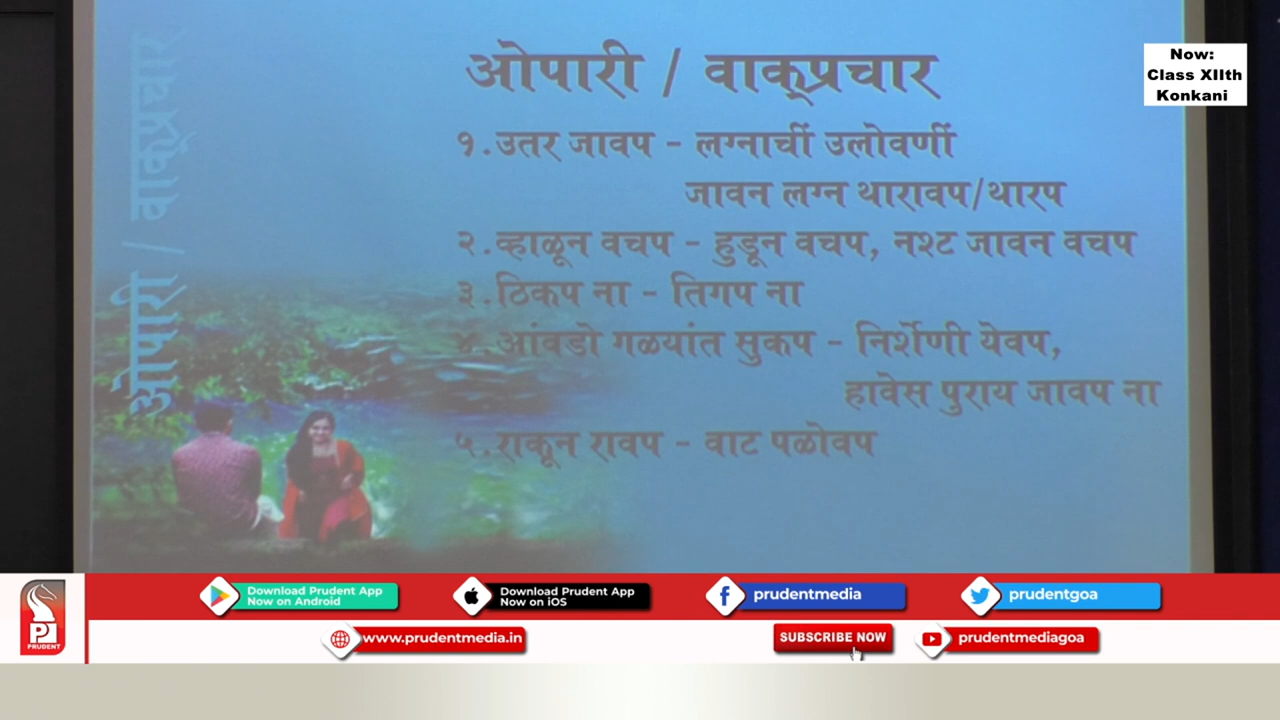 ओपारी / वाक्‌प्रचार
Now:
Class XIIth
Konkani
ओपारी / वाक्‌प्रचार
१.उतर जावप - लग्नाचीं उलोवणीं
जावन लग्न थारावप/थारप
२.व्हाळून वचप - हुडून वचप, नश्ट जावन वचप
३.ठिकप ना - तिगप ना
४.आंवडो गळयांत सुकप - निर्शेणी येवप,
हावेस पुराय जावप ना
५.राकून रावप - वाट पळोवप
Download Prudent App
Now on Android
Download Prudent App
Now on iOS
prudentmedia
prudentgoa
PRUDENT
www.prudentmedia.in
SUBSCRIBE NOW
prudentmediagoa